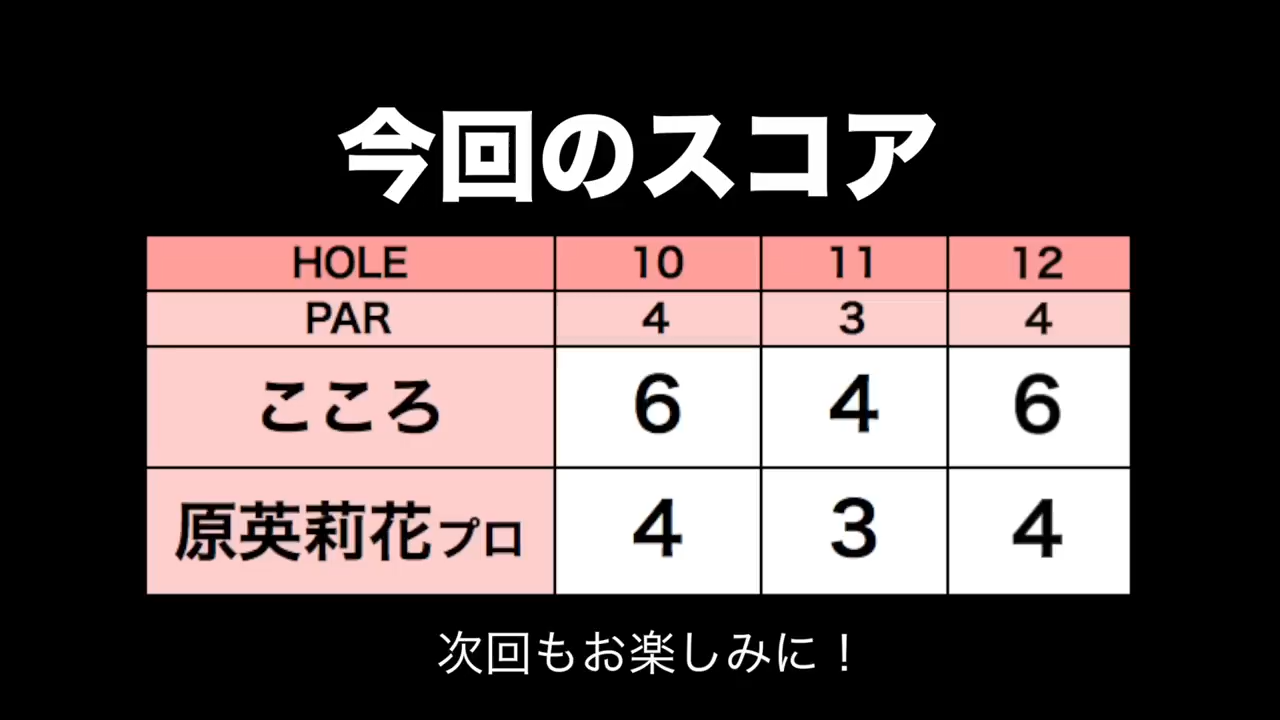 今回のスコア
HOLE 10 11 12
PAR 4 3 4
こころ 6 4 6
原英莉花プロ 4 3 4
次回もお楽しみに！